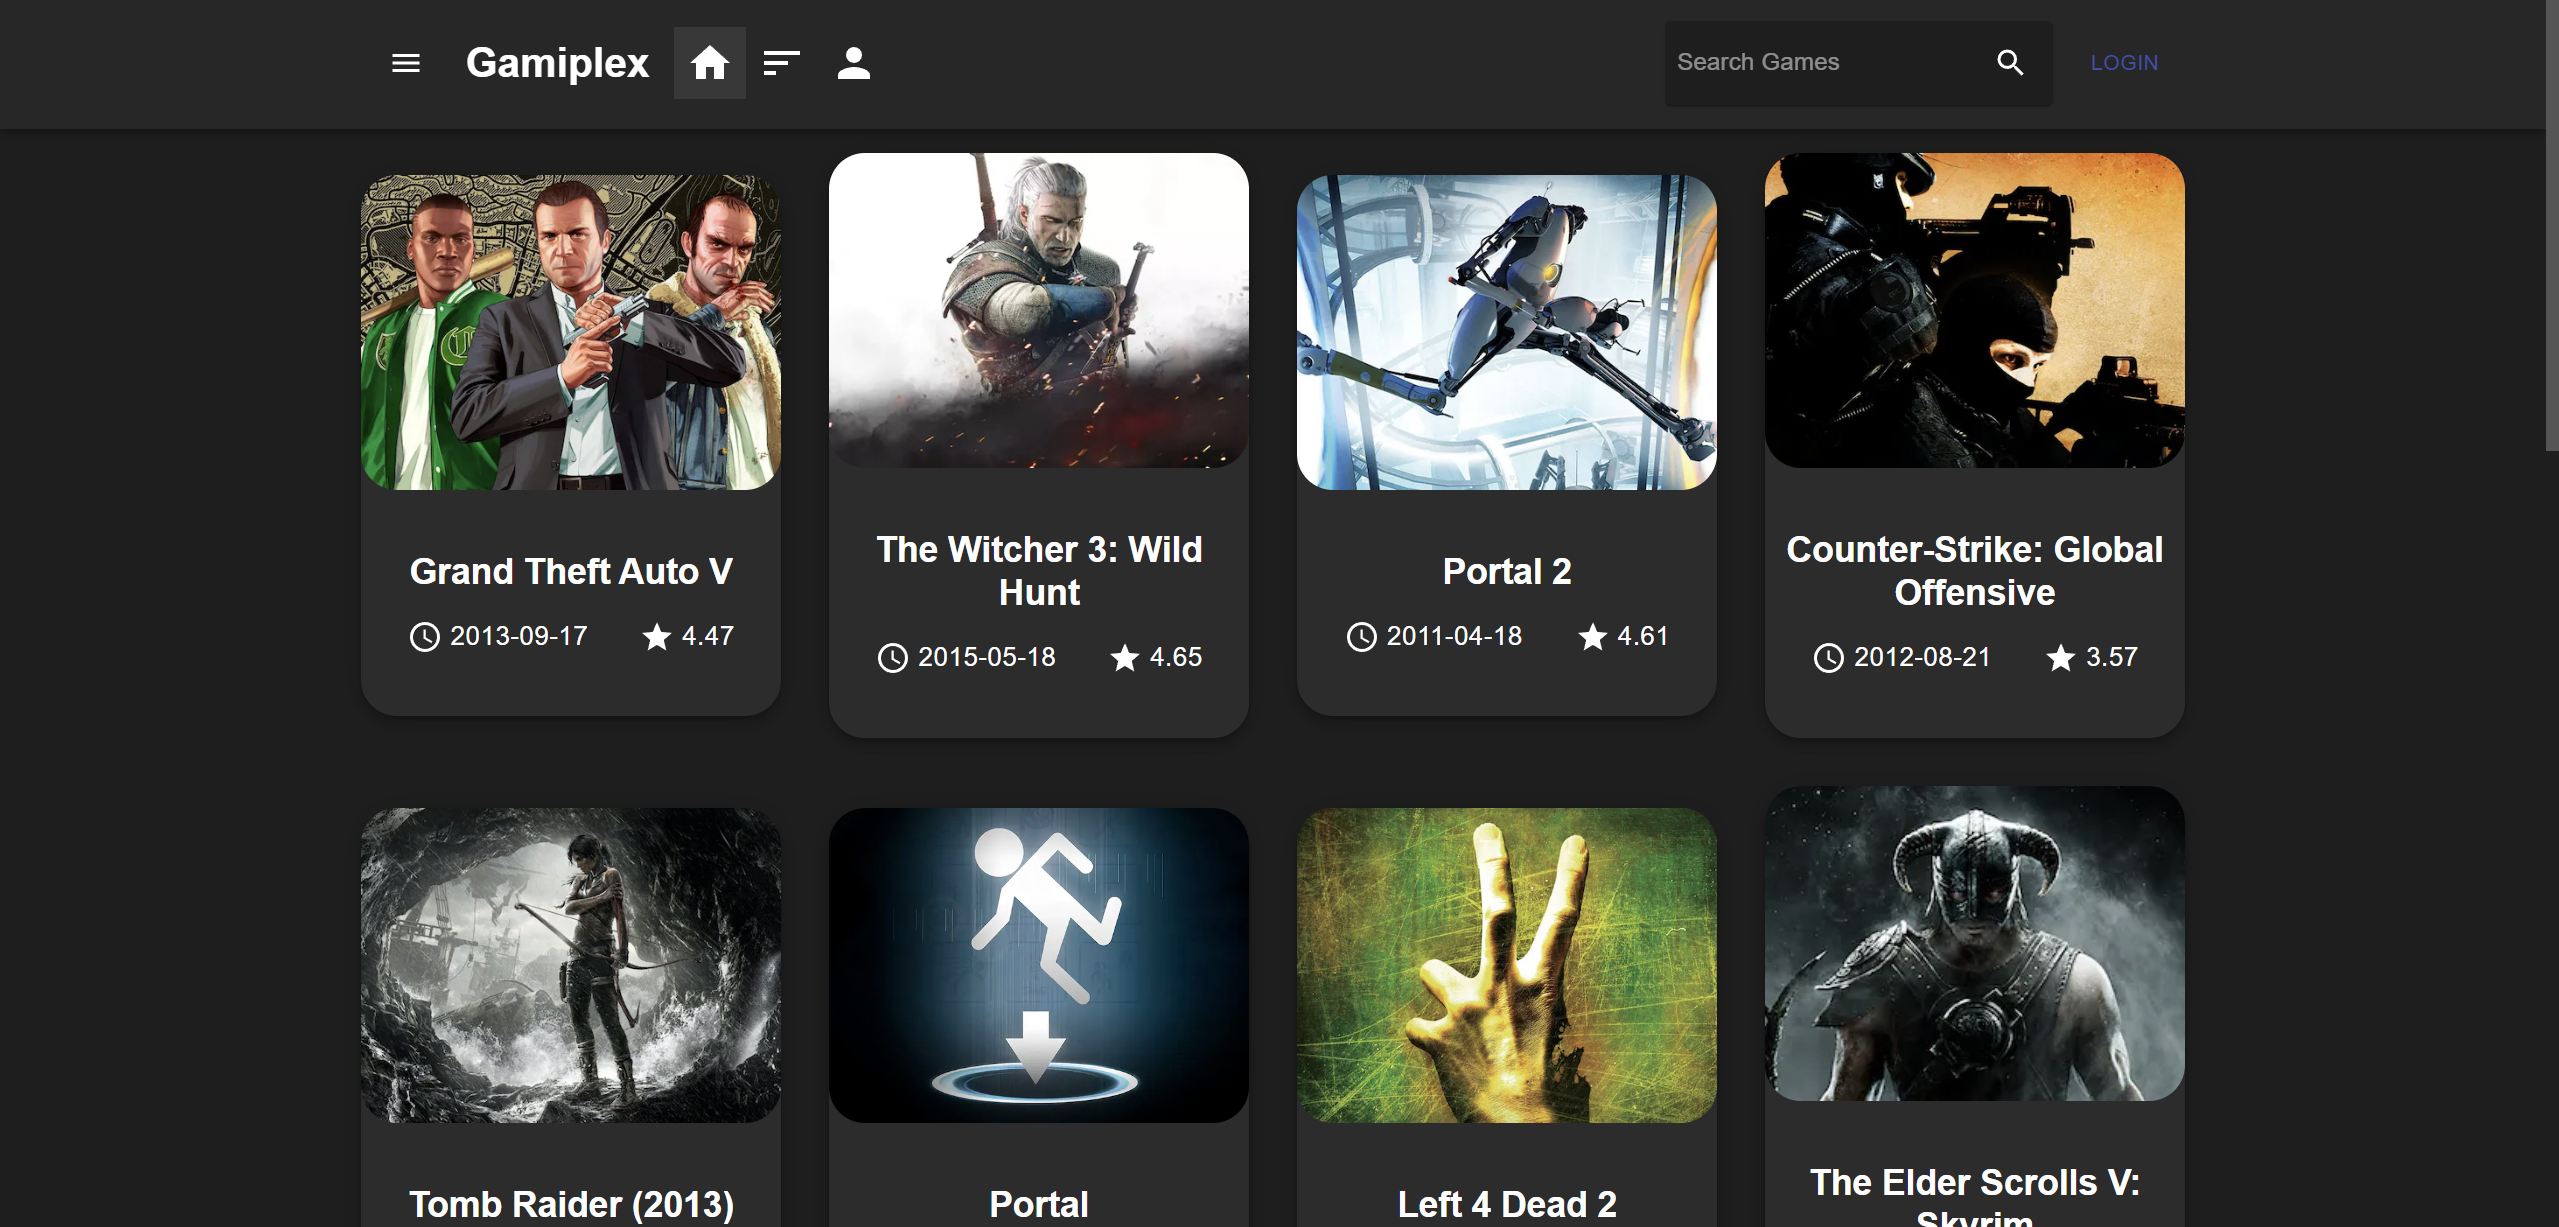 Gamiplex
Search Games
LOGIN
Grand Theft Auto V
2013-09-17 4.47
The Witcher 3: Wild
Hunt
2015-05-18 4.65
Portal 2
2011-04-18 4.61
Counter-Strike: Global
Offensive
2012-08-21 3.57
Tomb Raider (2013)
Portal
Left 4 Dead 2
The Elder Scrolls V:
Skyrim